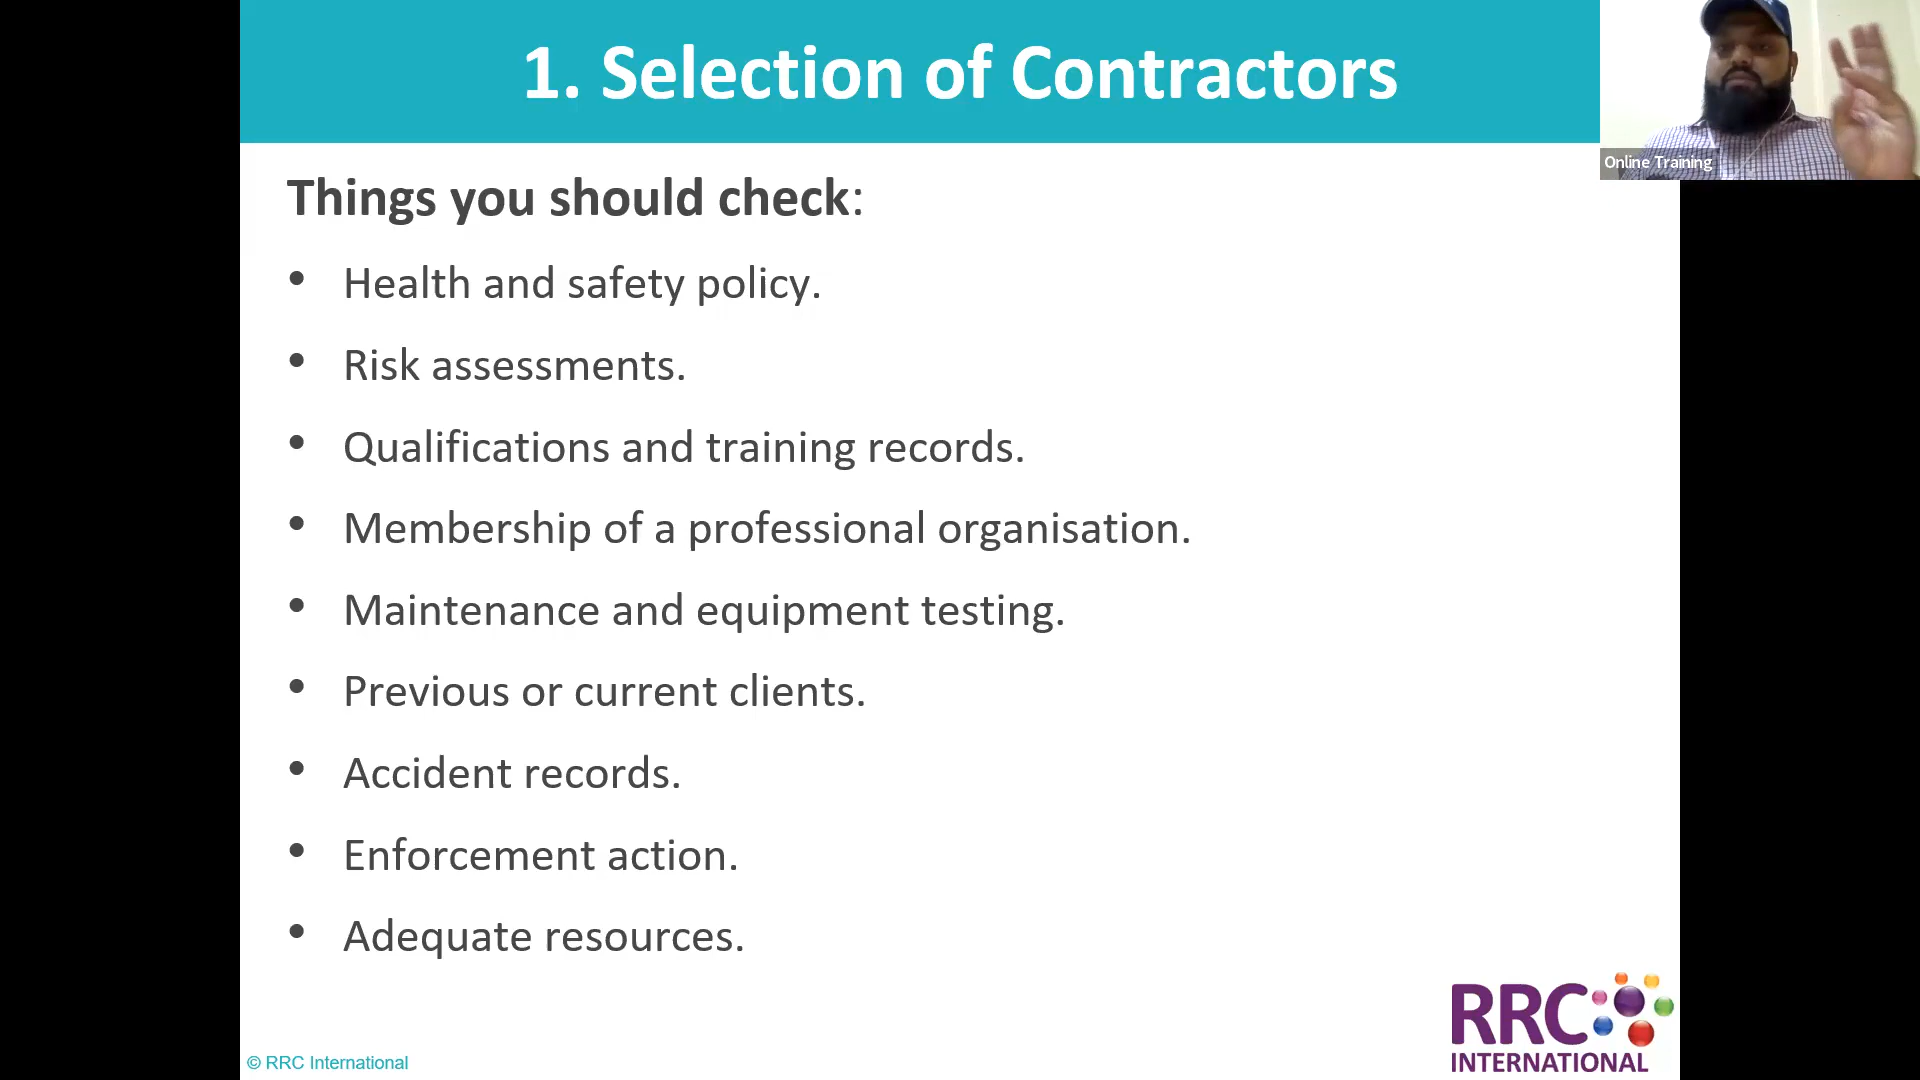 1. Selection of Contractors
Online Training
Things you should check:
• Health and safety policy.
• Risk assessments.
• Qualifications and training records.
• Membership of a professional organisation.
• Maintenance and equipment testing.
• Previous or current clients.
• Accident records.
• Enforcement action.
• Adequate resources.
RRC
INTERNATIONAL
© RRC International